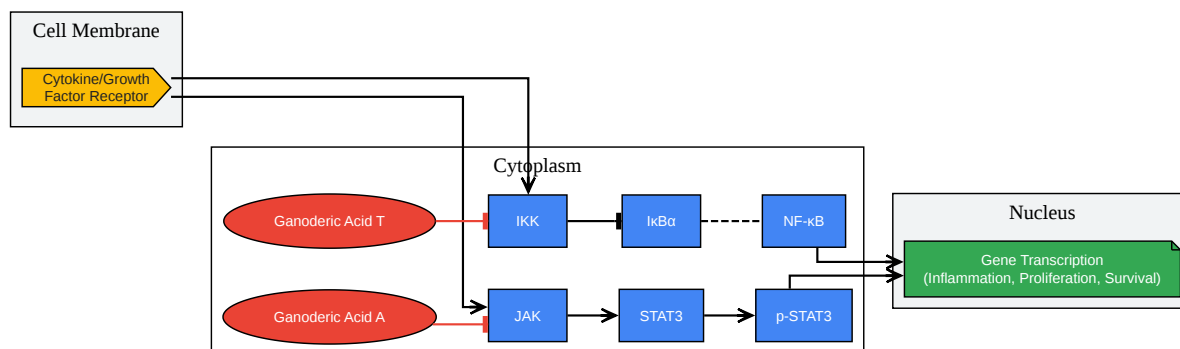 Cell Membrane
Cytokine/Growth
Factor Receptor
Cytoplasm
Ganoderic Acid T
IKK
IκBα
NF-κB
Nucleus
Gene Transcription
(Inflammation, Proliferation, Survival)
Ganoderic Acid A
JAK
STAT3
p-STAT3